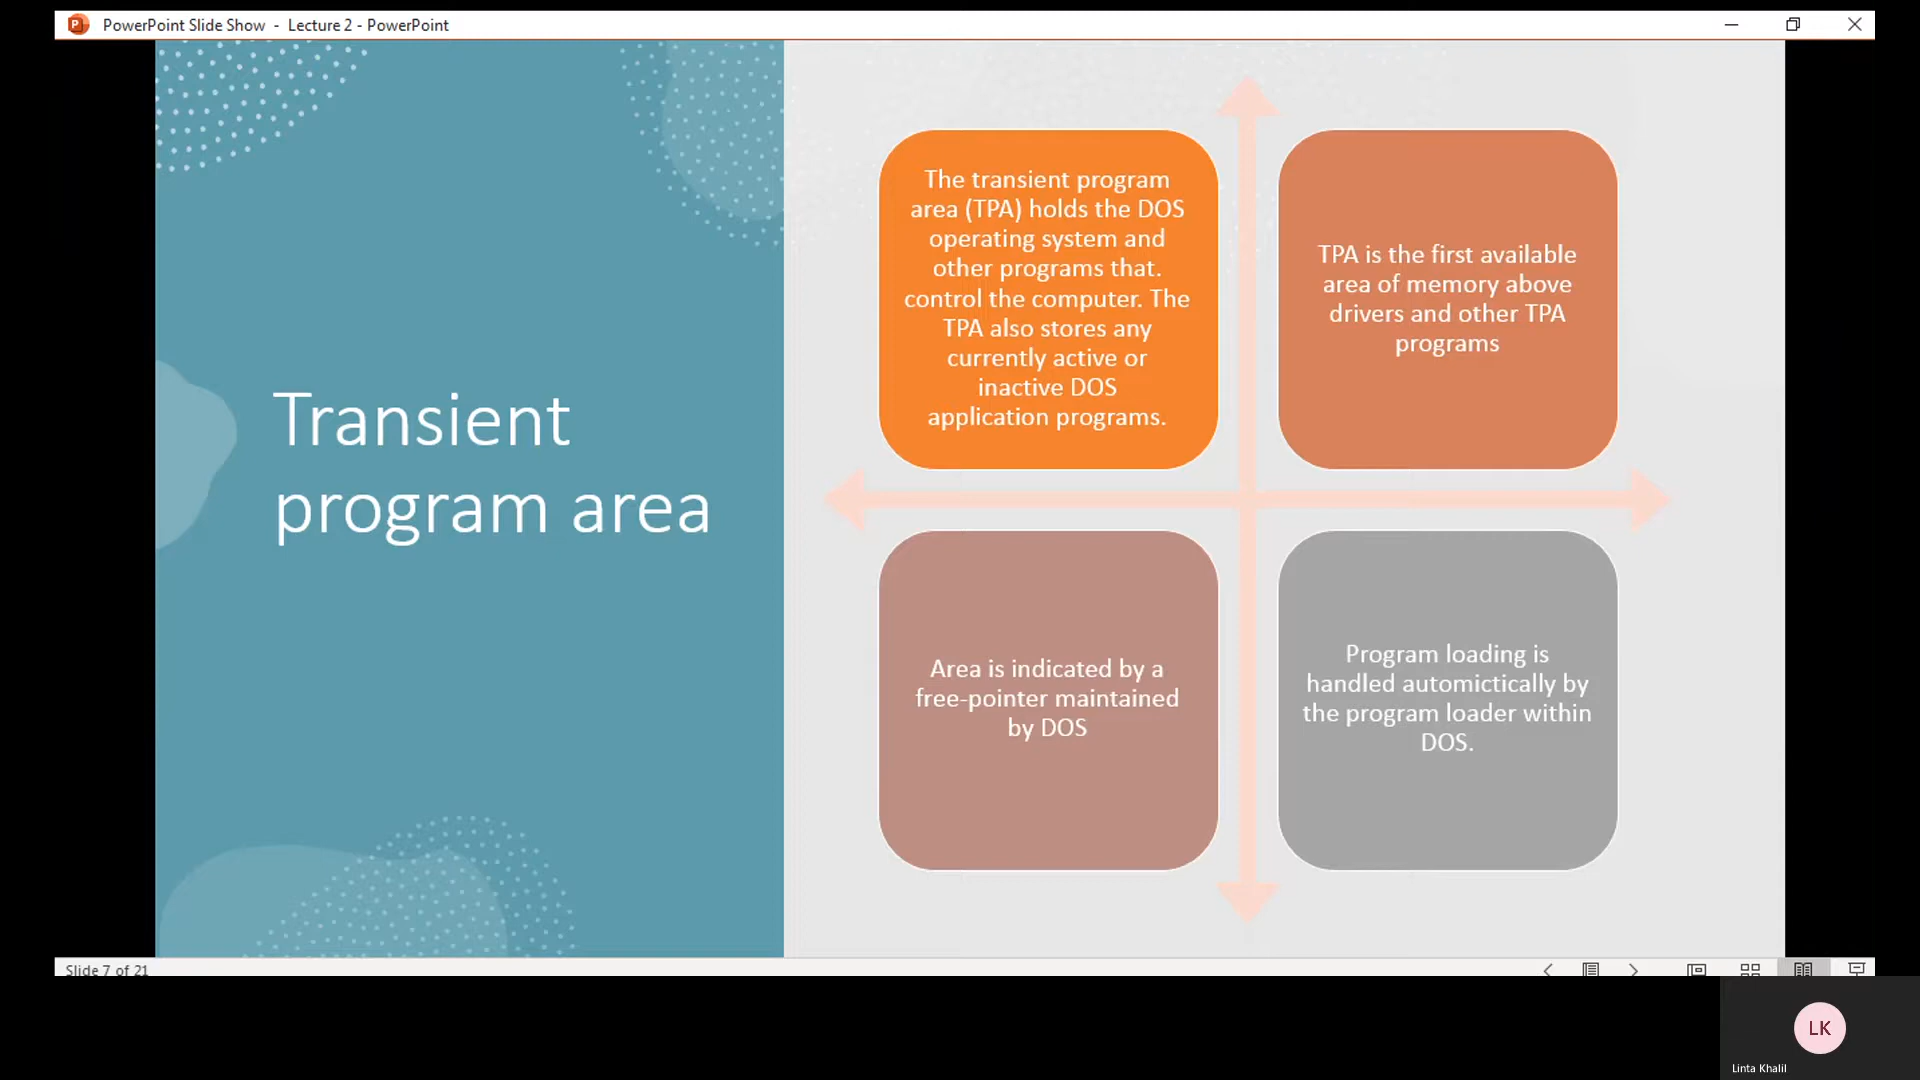 PowerPoint Slide Show - Lecture 2 - PowerPoint
Transient
program area
The transient program
area (TPA) holds the DOS
operating system and
other programs that.
control the computer. The
TPA also stores any
currently active or
inactive DOS
application programs.
TPA is the first available
area of memory above
drivers and other TPA
programs
Area is indicated by a
free-pointer maintained
by DOS
Program loading is
handled automictically by
the program loader within
DOS.
Slide 7 of 21
LK
Linta Khalil